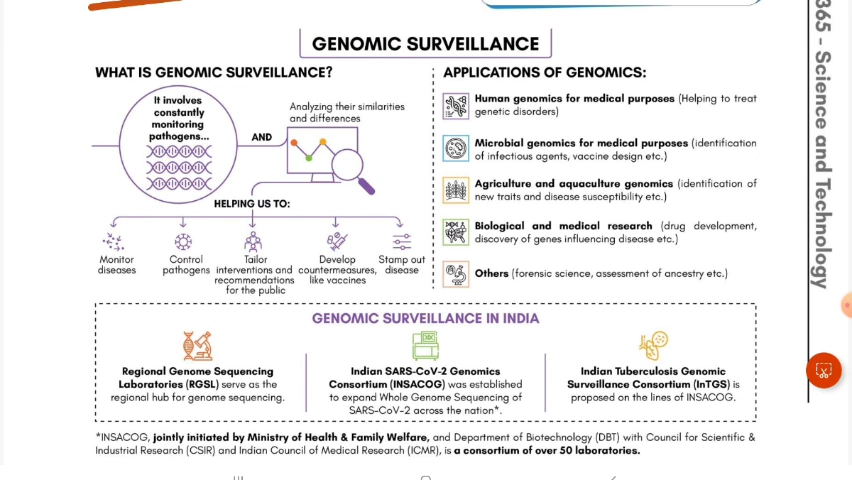 GENOMIC SURVEILLANCE
WHAT IS GENOMIC SURVEILLANCE?
It involves
constantly
monitoring
pathogens...
AND
Analyzing their similarities
and differences
HELPING US TO:
Monitor
diseases
Control
pathogens
Tailor
interventions and
recommendations
for the public
Develop
countermeasures,
like vaccines
Stamp out
disease
APPLICATIONS OF GENOMICS:
Human genomics for medical purposes (Helping to treat
genetic disorders)
Microbial genomics for medical purposes (identification
of infectious agents, vaccine design etc.)
Agriculture and aquaculture genomics (identification of
new traits and disease susceptibility etc.)
Biological and medical research (drug development,
discovery of genes influencing disease etc.)
Others (forensic science, assessment of ancestry etc.)
GENOMIC SURVEILLANCE IN INDIA
Regional Genome Sequencing
Laboratories (RGSL) serve as the
regional hub for genome sequencing.
Indian SARS-CoV-2 Genomics
Consortium (INSACOG) was established
to expand Whole Genome Sequencing of
SARS-CoV-2 across the nation*.
Indian Tuberculosis Genomic
Surveillance Consortium (InTGS) is
proposed on the lines of INSACOG.
*INSACOG, jointly initiated by Ministry of Health & Family Welfare, and Department of Biotechnology (DBT) with Council for Scientific &
Industrial Research (CSIR) and Indian Council of Medical Research (ICMR), is a consortium of over 50 laboratories.
365 - Science and Technology